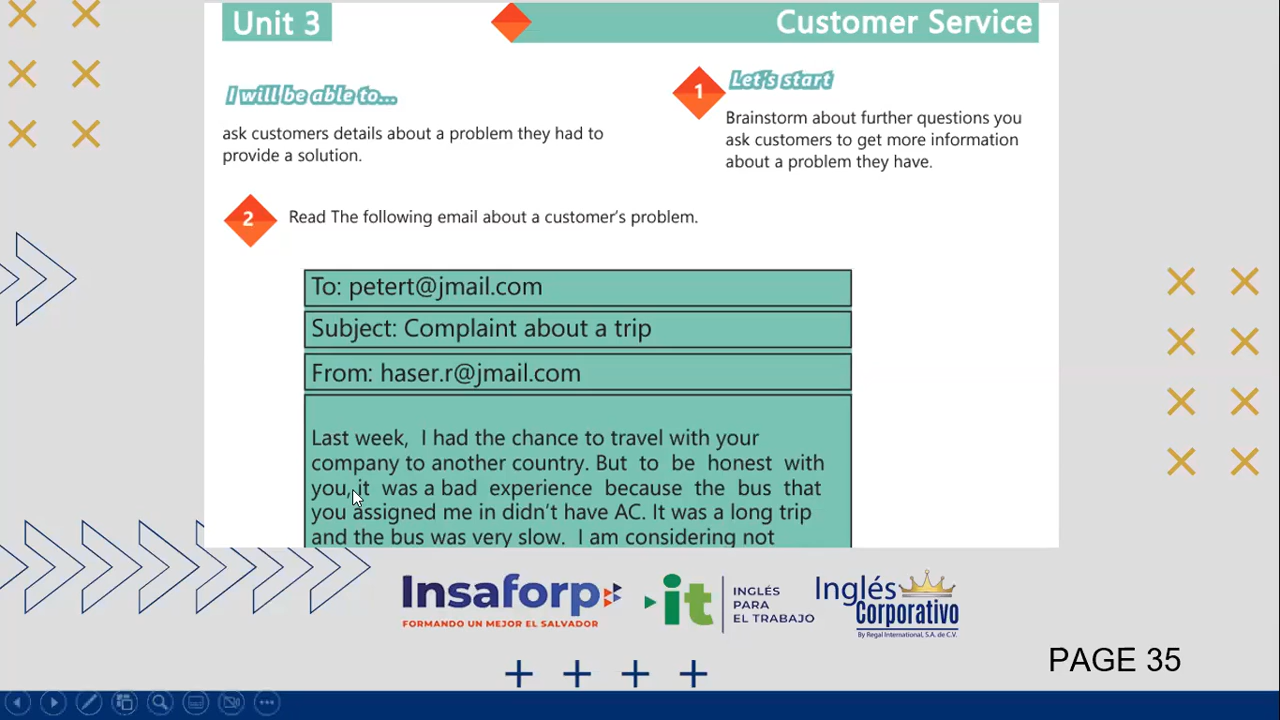 Unit 3
Customer Service
I will be able to...
ask customers details about a problem they had to
provide a solution.
1
Let's start
Brainstorm about further questions you
ask customers to get more information
about a problem they have.
2
Read The following email about a customer's problem.
To: petert@jmail.com
Subject: Complaint about a trip
From: haser.r@jmail.com
Last week, I had the chance to travel with your
company to another country. But to be honest with
you, it was a bad experience because the bus that
you assigned me in didn't have AC. It was a long trip
and the bus was very slow. I am considering not
Insaforp
FORMANDO UN MEJOR EL SALVADOR
it
INGLÉS
PARA
EL TRABAJO
Inglés
Corporativo
By Regal International, S.A. de C.V.
PAGE 35